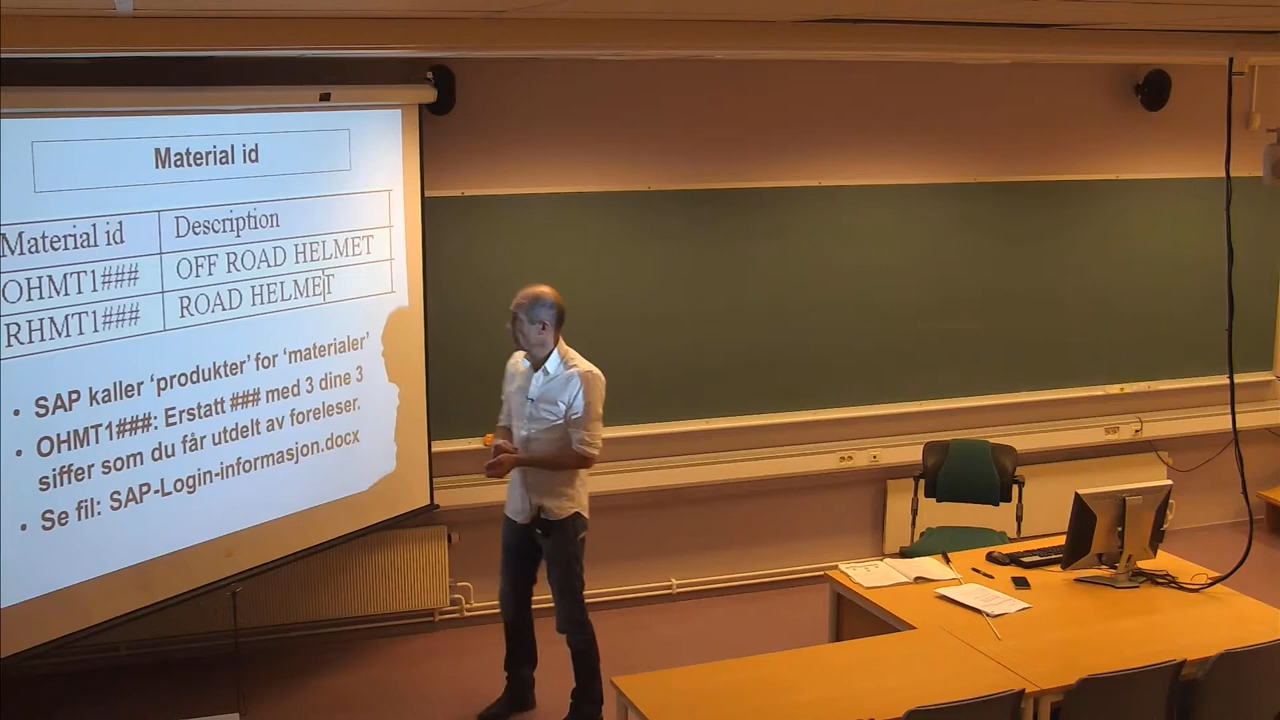 Material id
Material id Description
OHMT1### OFF ROAD HELMET
RHMT1### ROAD HELMET
• SAP kaller ‘produkter’ for ‘materialer’
• OHMT1###: Erstatt ### med 3 dine 3
siffer som du får utdelt av foreleser.
• Se fil: SAP-Login-informasjon.docx